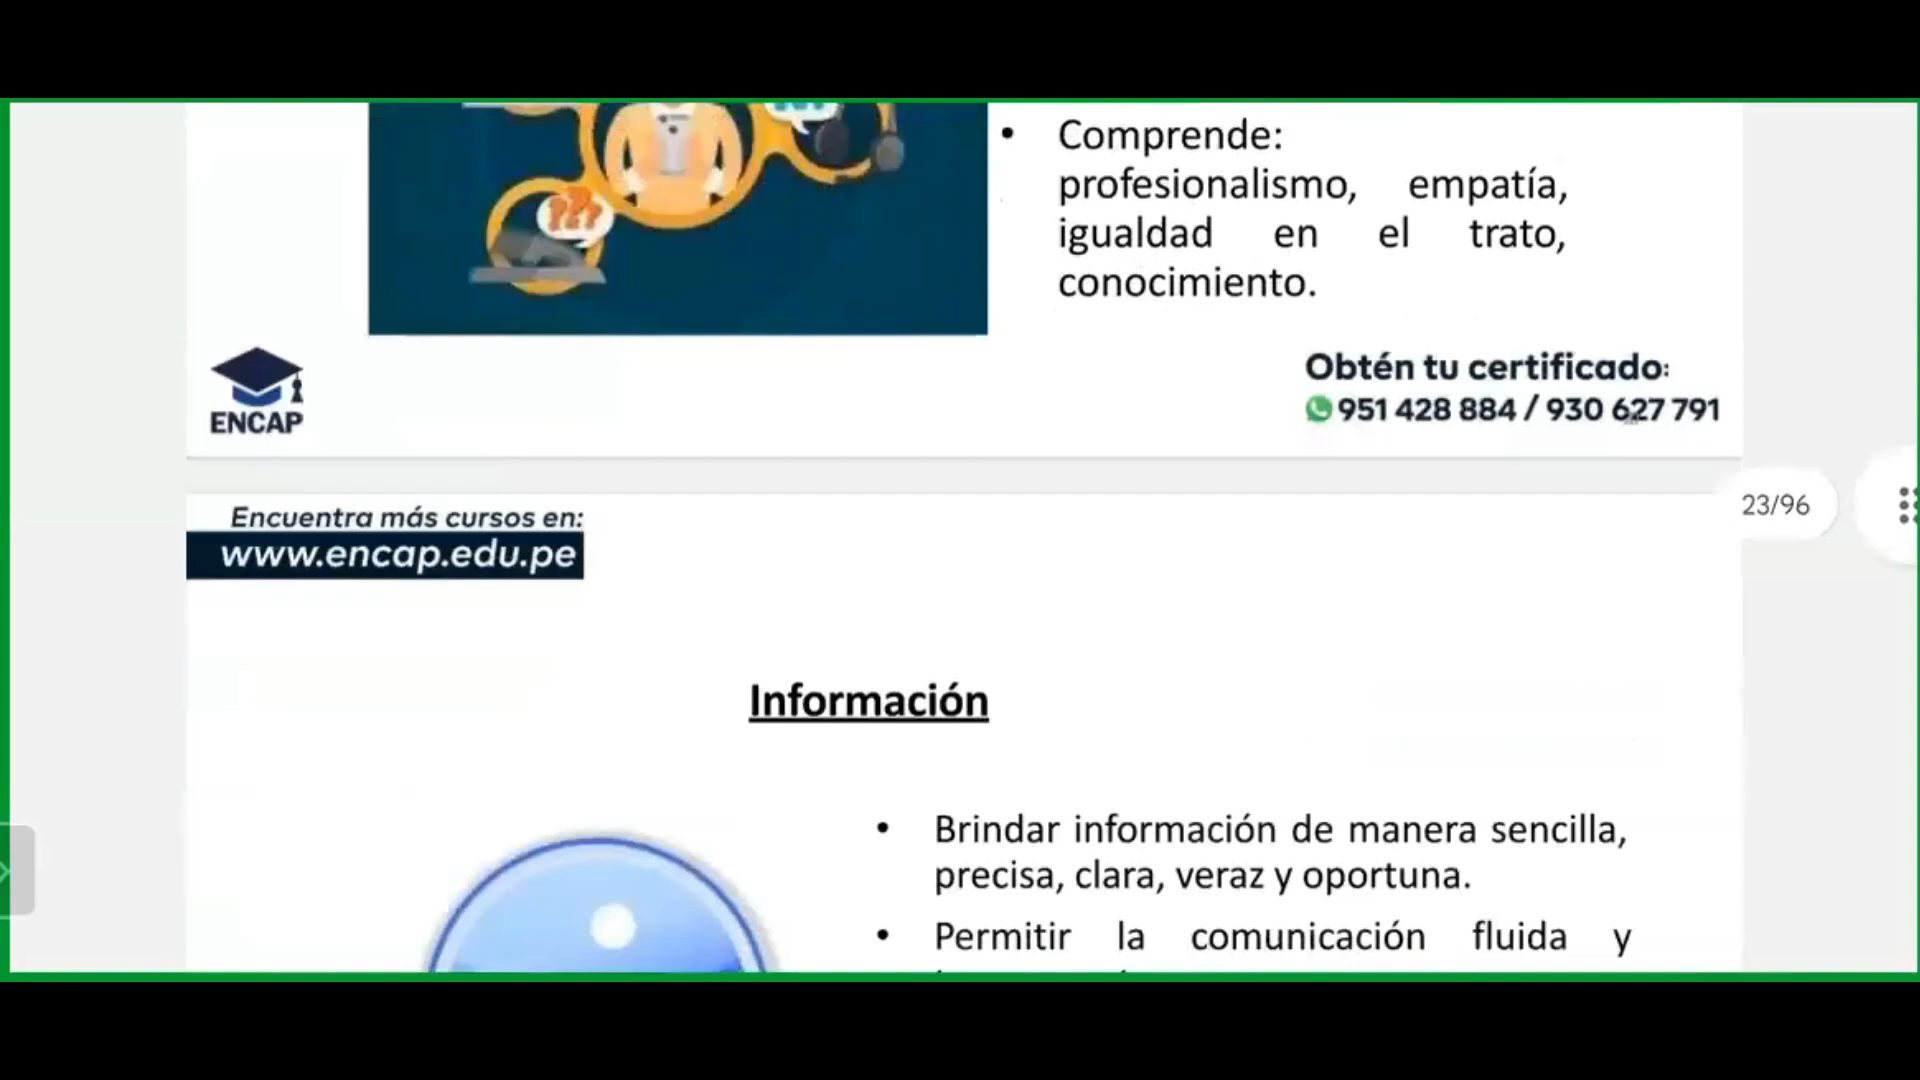 ???
• Comprende:
profesionalismo, empatía,
igualdad en el trato,
conocimiento.
ENCAP
Obtén tu certificado:
951 428 884 / 930 627 791
23/96
Encuentra más cursos en:
www.encap.edu.pe
Información
• Brindar información de manera sencilla,
precisa, clara, veraz y oportuna.
• Permitir la comunicación fluida y